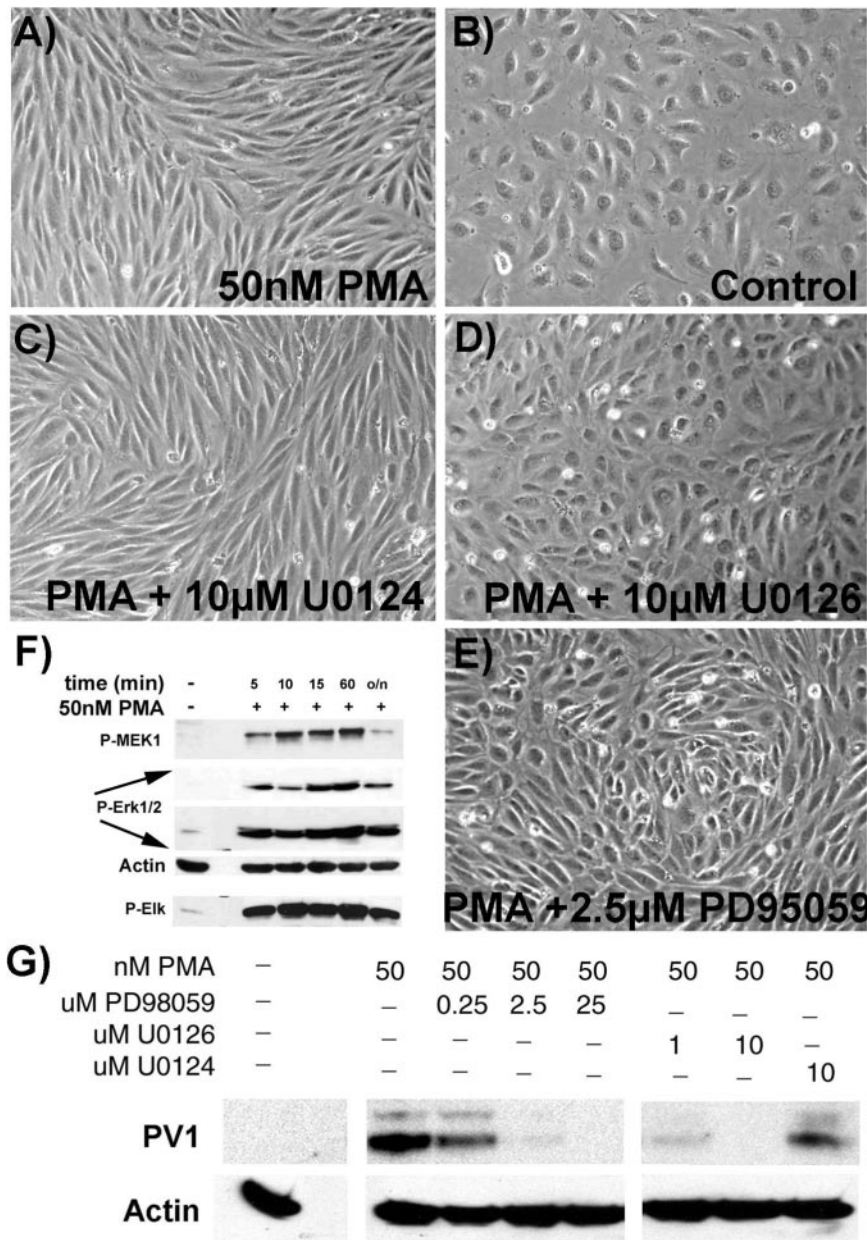 A)
50nM PMA
B)
Control
C)
PMA + 10µM U0124
D)
PMA + 10µM U0126
E)
PMA +2.5µM PD95059
F)
time (min) - 5 10 15 60 o/n
50nM PMA - + + + + +
P-MEK1
P-Erk1/2
Actin
P-Elk
G)
nM PMA – 50 50 50 50 50 50 50
uM PD98059 – – 0.25 2.5 25 – – –
uM U0126 – – – – – 1 10 –
uM U0124 – – – – – – – 10
PV1
Actin